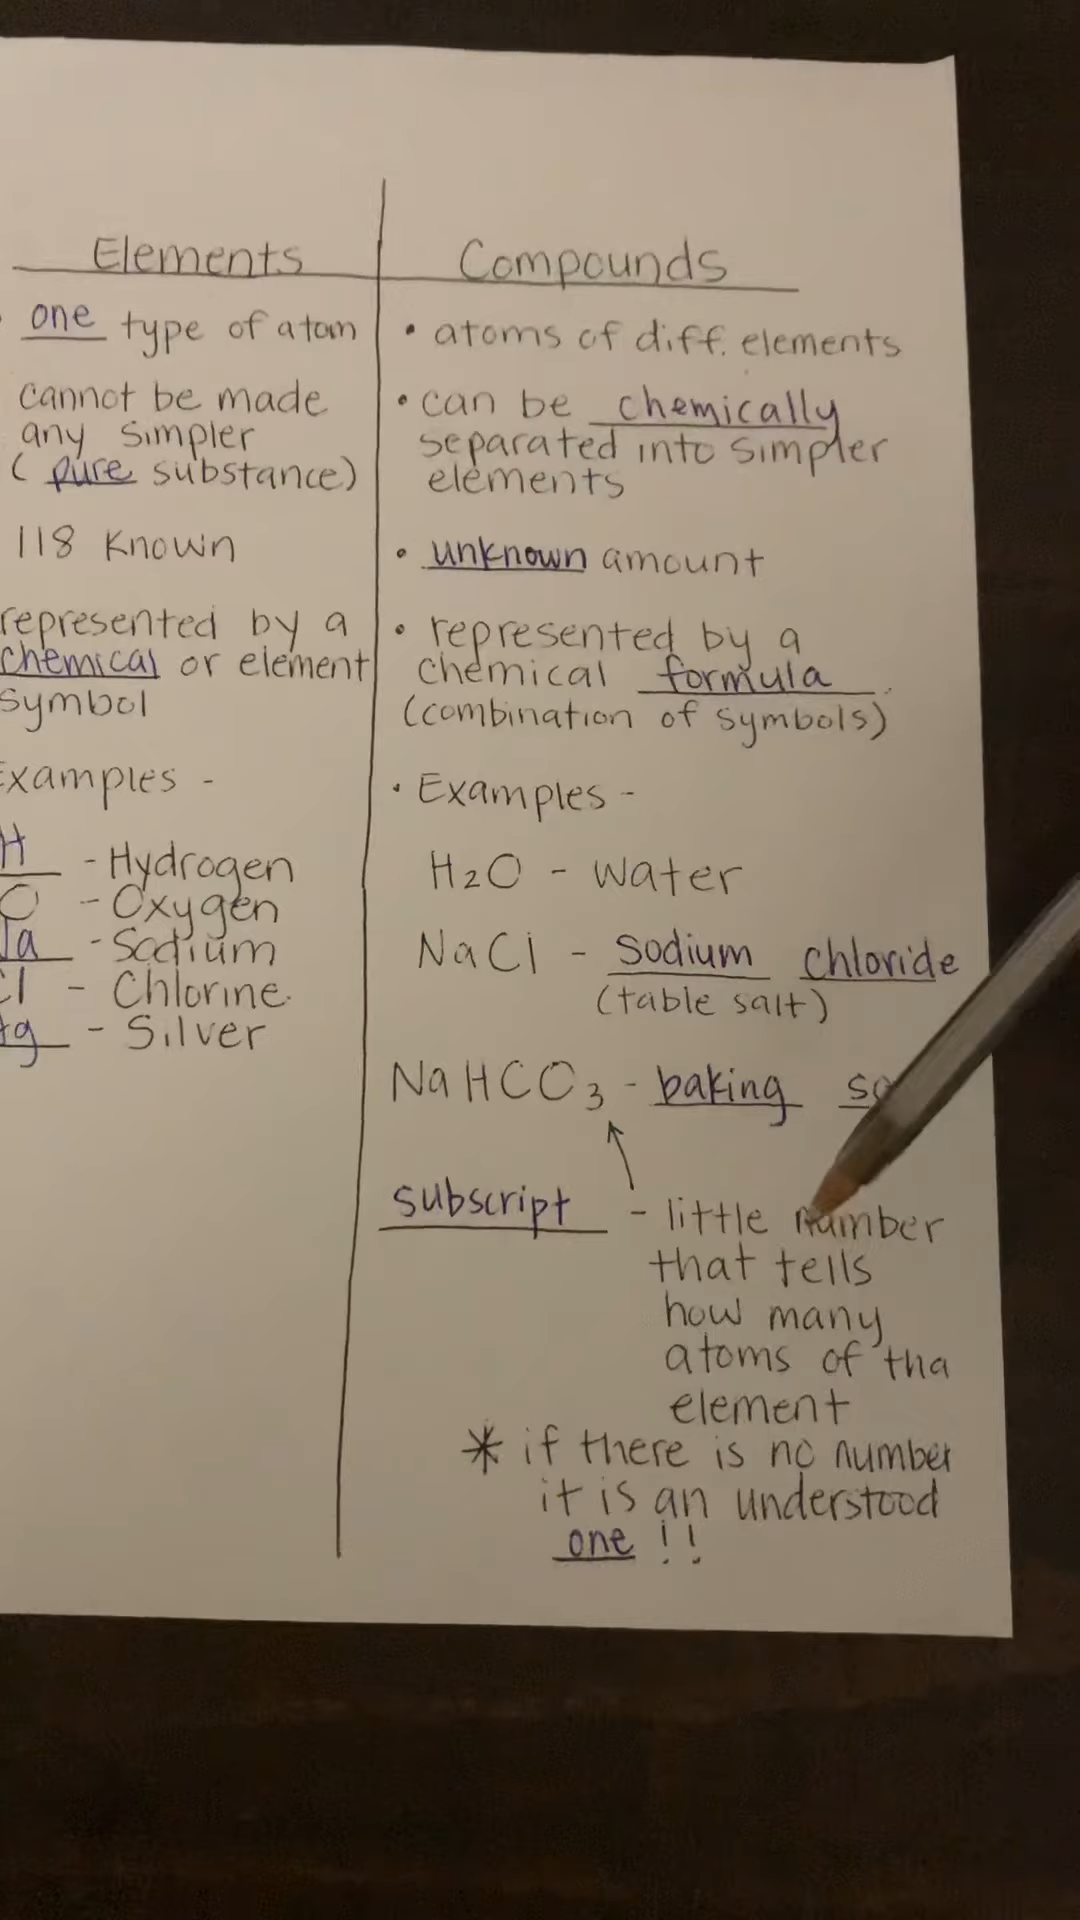 Elements
one type of atom
cannot be made
any simpler
(pure substance)
118 Known
represented by a
chemical or element
symbol
Examples -
H - Hydrogen
O - Oxygen
Na - Sodium
Cl - Chlorine
Ag - Silver
Compounds
• atoms of diff. elements
• can be chemically
separated into simpler
elements
• unknown amount
• represented by a
chemical formula
(combination of symbols)
• Examples -
H2O - water
NaCl - sodium chloride
(table salt)
NaHCO3 - baking
subscript - little number
that tells
how many
atoms of tha
element
* if there is no number
it is an understood
one !!